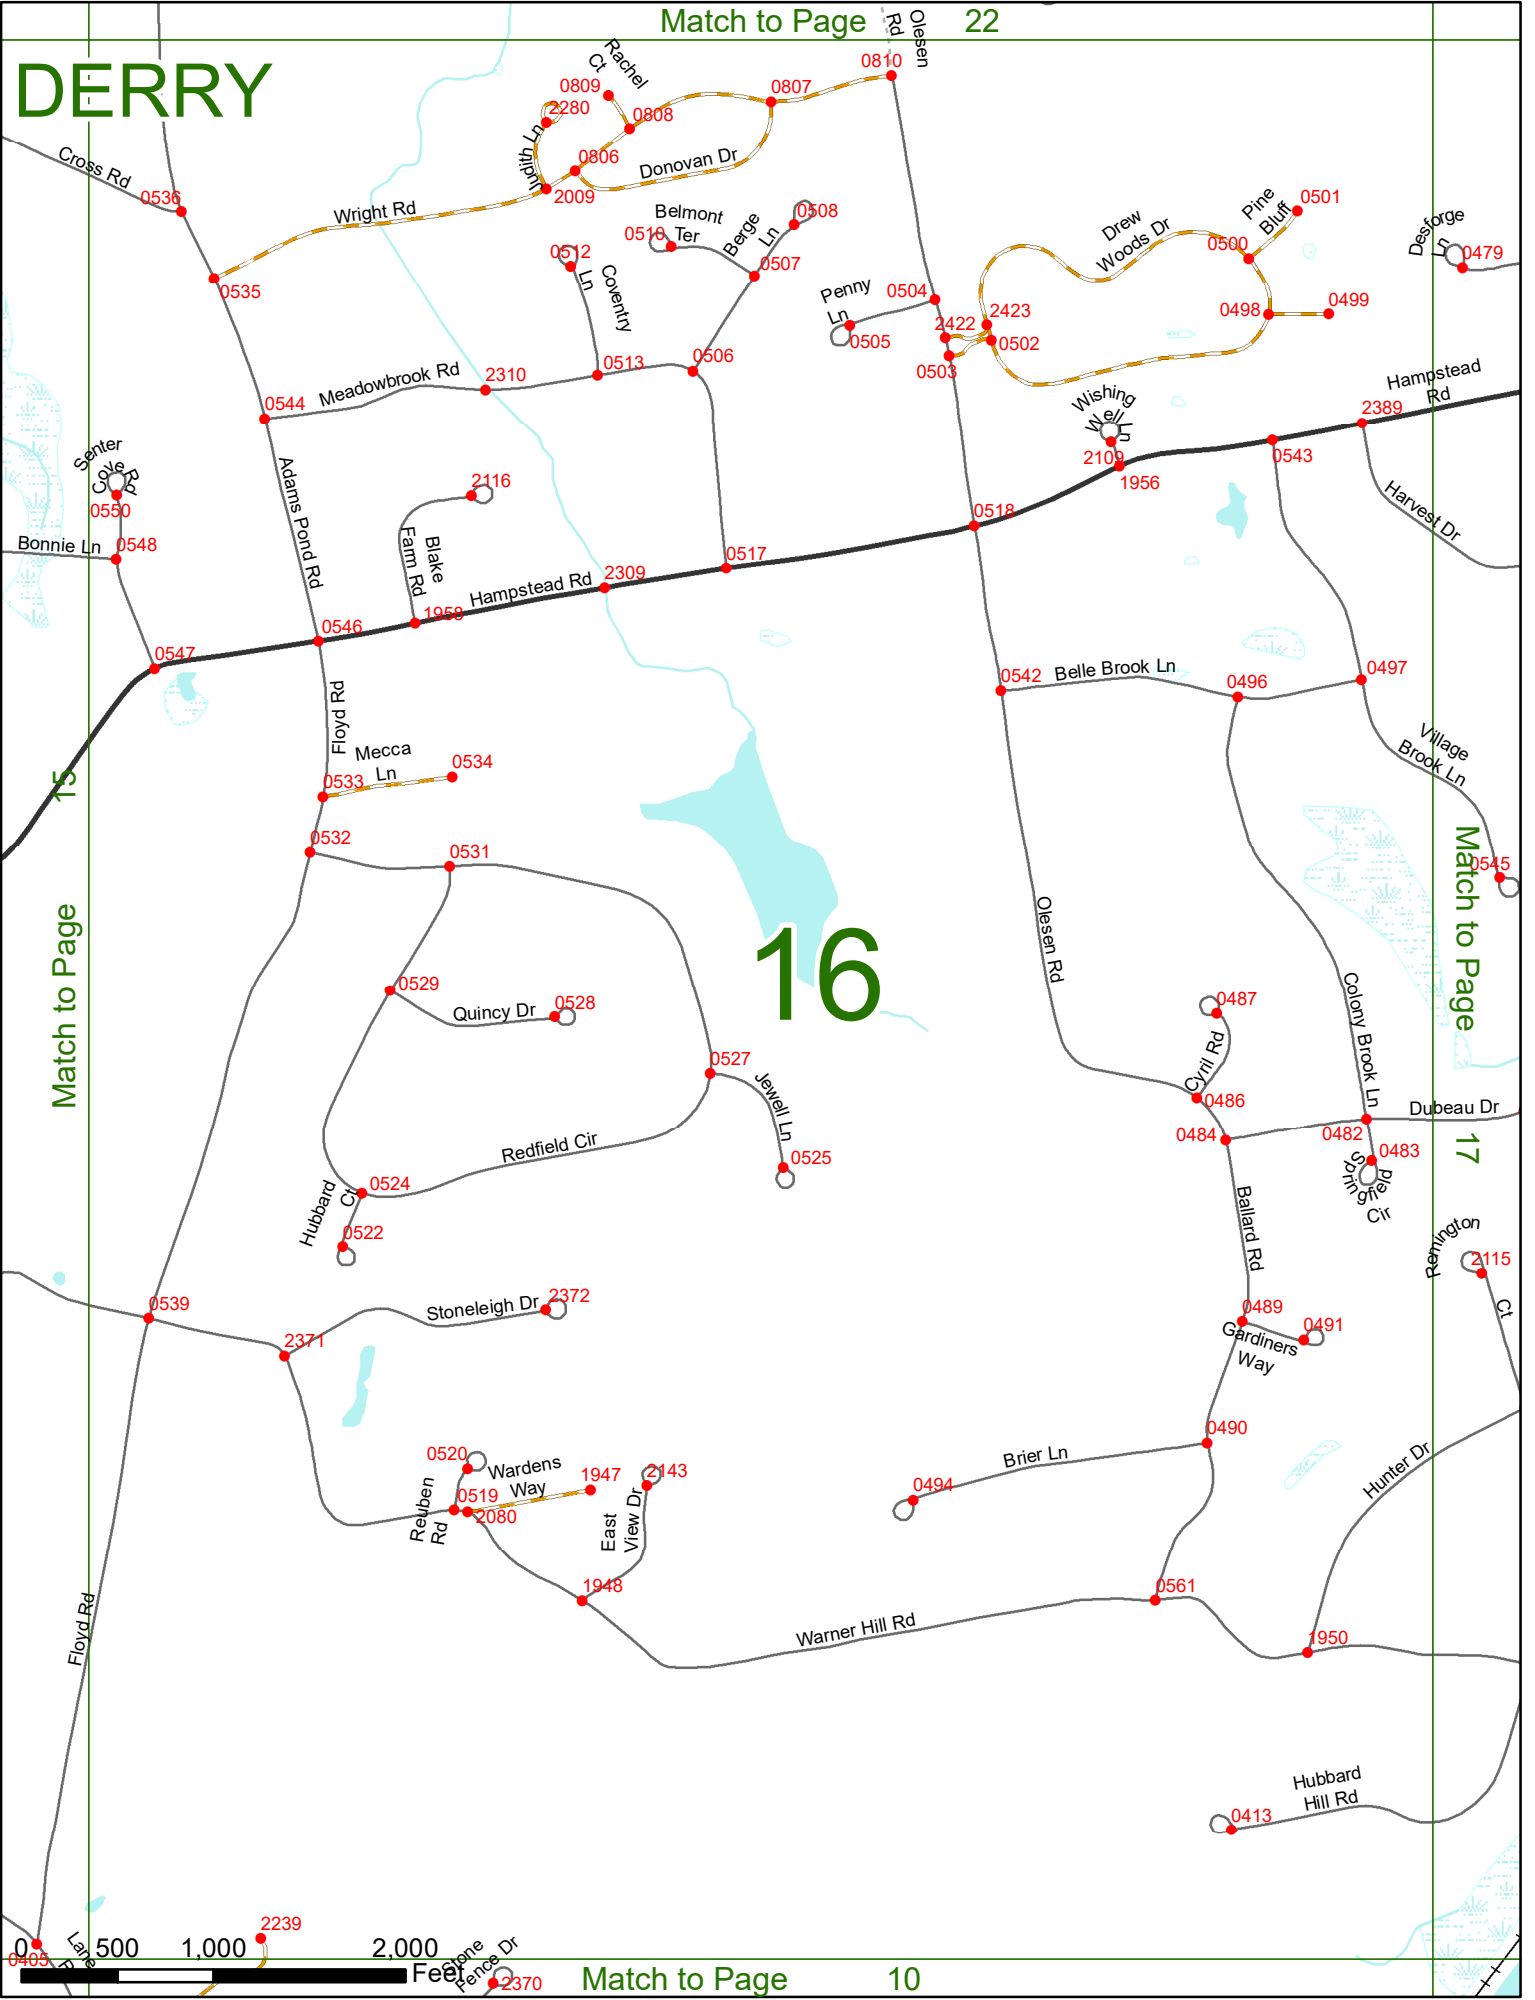 Match to Page 22
DERRY
Olesen
Rd
0810
Rachel
Ct
0809
0807
2280
0808
Judith Ln
0806
Donovan Dr
2009
Cross Rd
0536
Wright Rd
Belmont
Ter
0510
Berge
Ln
0508
0512
Coventry
Ln
0507
0535
Drew
Woods Dr
Pine
Bluff
0501
0500
Desforge
Ln
0479
Penny
Ln
0504
0505
2422
2423
0502
0503
0498
0499
Meadowbrook Rd
2310
0513
0506
0544
Hampstead
Rd
2389
Wishing
Well Ln
2109
1956
0543
Harvest Dr
Senter
Cove Rd
0550
Bonnie Ln
0548
Adams Pond Rd
2116
Blake
Farm Rd
0518
0517
2309
Hampstead Rd
1958
0546
0547
Floyd Rd
0542
Belle Brook Ln
0496
0497
Village
Brook Ln
Mecca
Ln
0534
0533
15
Match to Page
0532
0531
0545
Match to Page
17
16
Olesen Rd
0529
Quincy Dr
0528
0527
Jewell Ln
0525
Redfield Cir
0524
Hubbard
Ct
0522
0487
Cyril Rd
0486
Colony Brook Ln
Dubeau Dr
0484
0482
0483
Springfield
Cir
Ballard Rd
Remington
Ct
2115
0539
Stoneleigh Dr
2372
2371
0489
0491
Gardiners
Way
0490
Brier Ln
0494
Hunter Dr
0520
Wardens
Way
1947
2143
Reuben
Rd
0519
2080
East
View Dr
1948
0561
Warner Hill Rd
1950
Floyd Rd
Hubbard
Hill Rd
0413
2239
0405
Lane
0 500 1,000 2,000
Feet
Stone
Fence Dr
2370
Match to Page 10